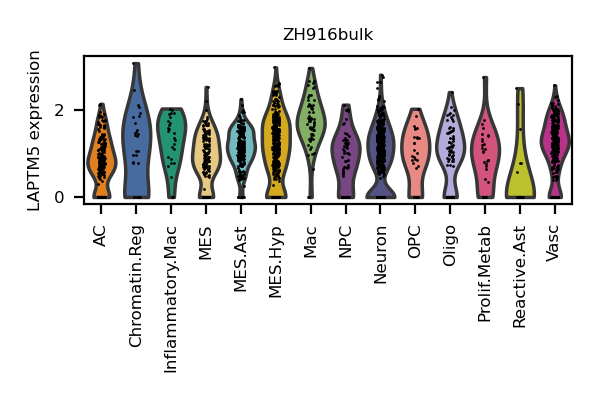 ZH916bulk
LAPTM5 expression
2
0
AC
Chromatin.Reg
Inflammatory.Mac
MES
MES.Ast
MES.Hyp
Mac
NPC
Neuron
OPC
Oligo
Prolif.Metab
Reactive.Ast
Vasc